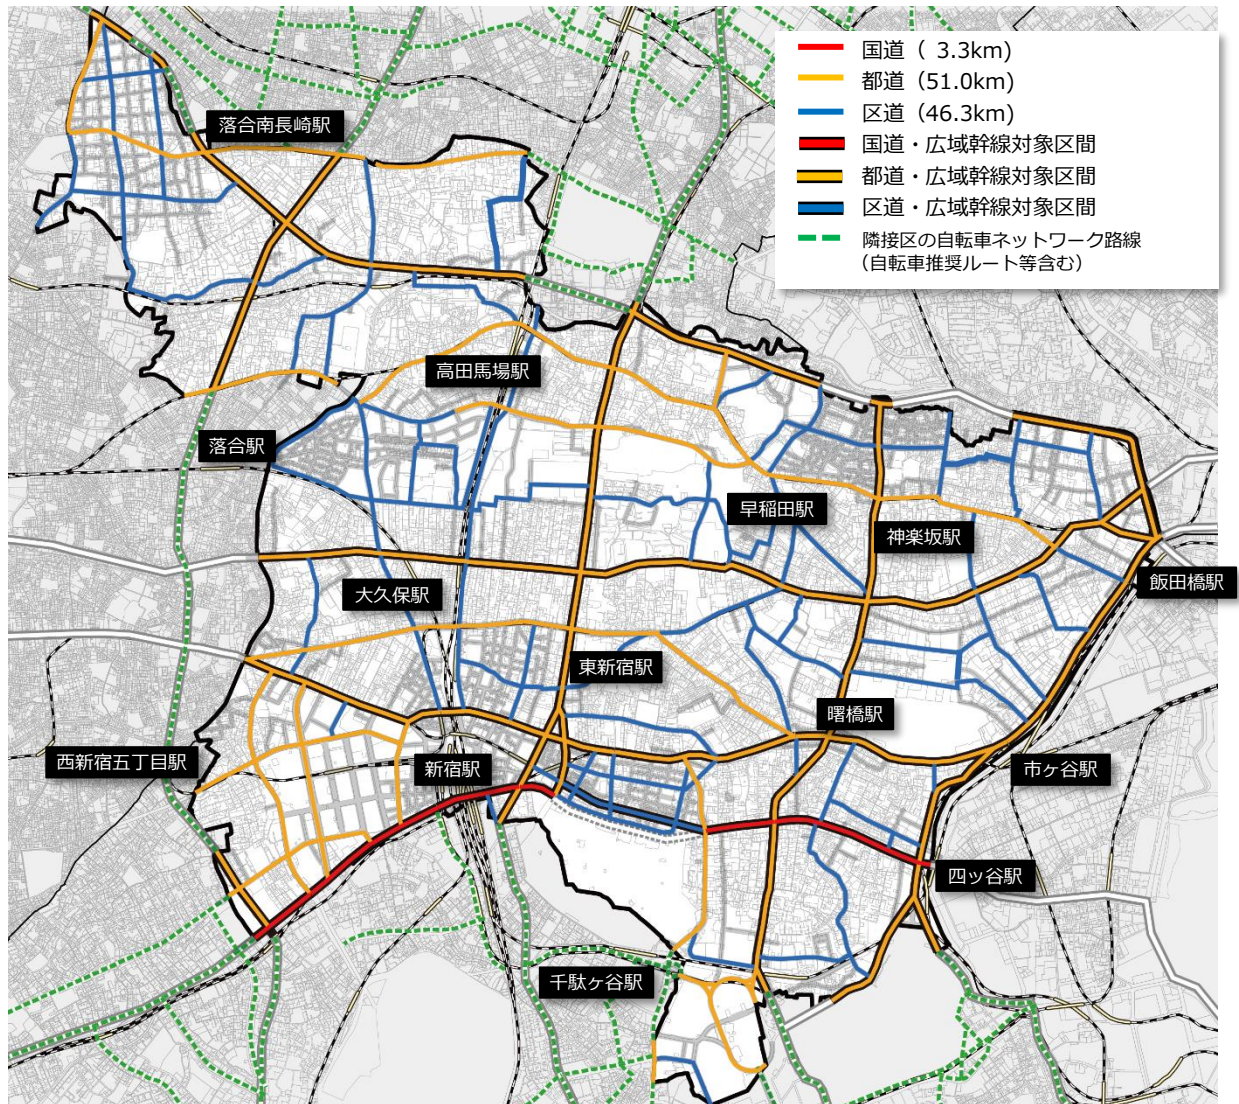 国道（ 3.3km)
都道（51.0km)
区道（46.3km)
国道・広域幹線対象区間
都道・広域幹線対象区間
区道・広域幹線対象区間
隣接区の自転車ネットワーク路線
（自転車推奨ルート等含む）
落合南長崎駅
高田馬場駅
落合駅
早稲田駅
神楽坂駅
飯田橋駅
大久保駅
東新宿駅
曙橋駅
西新宿五丁目駅
新宿駅
市ヶ谷駅
四ッ谷駅
千駄ヶ谷駅